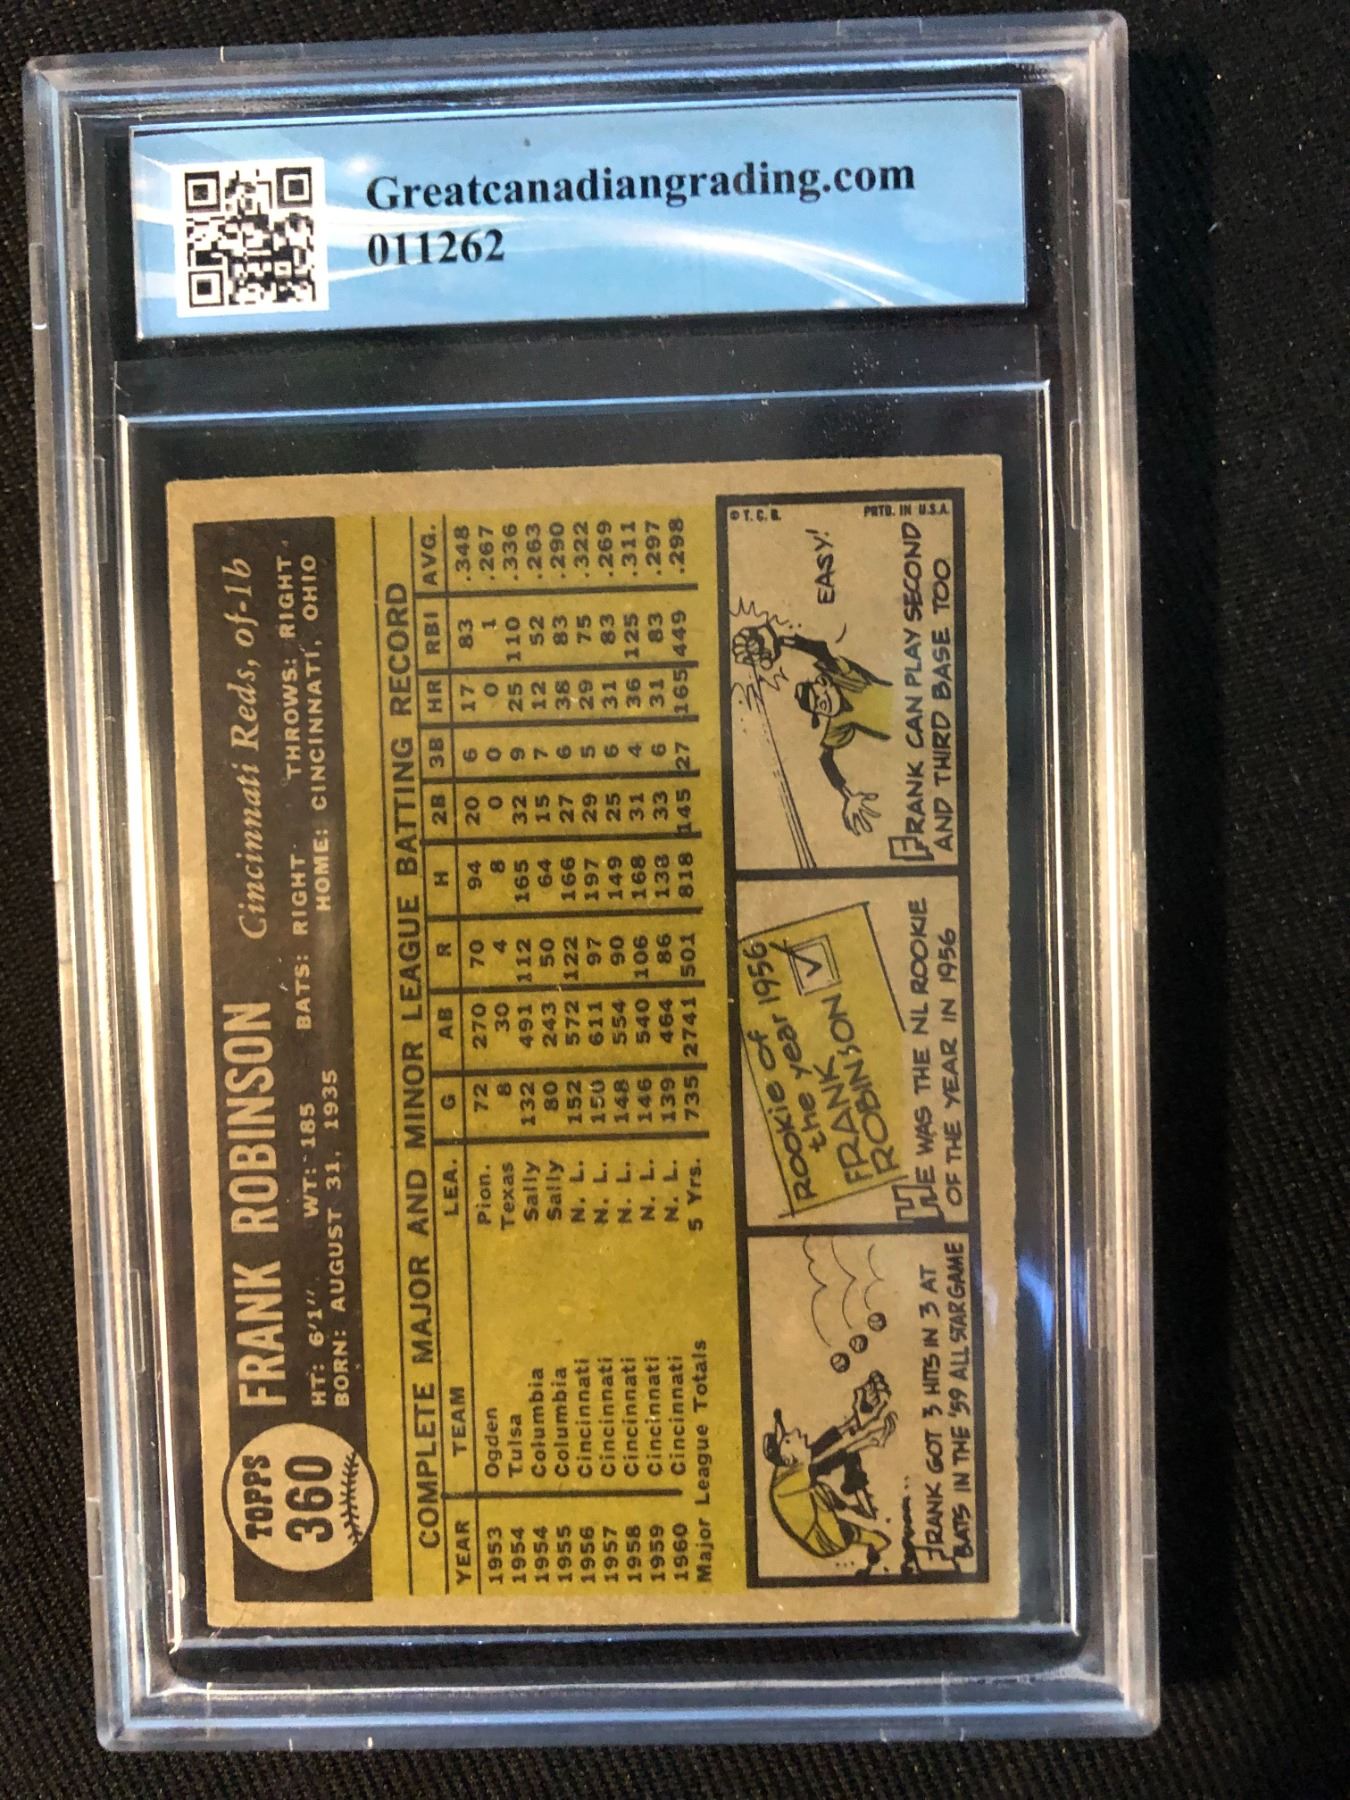 Greatcanadiangrading.com
011262
TOPPS
360
FRANK ROBINSON Cincinnati Reds, of-1b
HT: 6'1" WT: 185 BATS: RIGHT THROWS: RIGHT
BORN: AUGUST 31, 1935 HOME: CINCINNATI, OHIO
COMPLETE MAJOR AND MINOR LEAGUE BATTING RECORD
YEAR TEAM LEA. G AB R H 2B 3B HR RBI AVG.
1953 Ogden Pion. 72 270 70 94 20 6 17 83 .348
1954 Tulsa Texas 8 30 4 8 0 0 0 1 .267
1954 Columbia Sally 132 491 112 165 32 9 25 110 .336
1955 Columbia Sally 80 243 50 64 15 7 12 52 .263
1956 Cincinnati N. L. 152 572 122 166 27 6 38 83 .290
1957 Cincinnati N. L. 150 611 97 197 29 5 29 75 .322
1958 Cincinnati N. L. 148 554 90 149 25 6 31 83 .269
1959 Cincinnati N. L. 146 540 106 168 31 4 36 125 .311
1960 Cincinnati N. L. 139 464 86 138 33 6 31 83 .297
Major League Totals 5 Yrs. 735 2741 501 818 145 27 165 449 .298
FRANK GOT 3 HITS IN 3 AT
BATS IN THE '59 ALL STAR GAME
ROOKIE OF
the year 1956
FRANK
ROBINSON
HE WAS THE NL ROOKIE
OF THE YEAR IN 1956
© T. C. G.
PRTD. IN U.S.A.
EASY!
FRANK CAN PLAY SECOND
AND THIRD BASE TOO